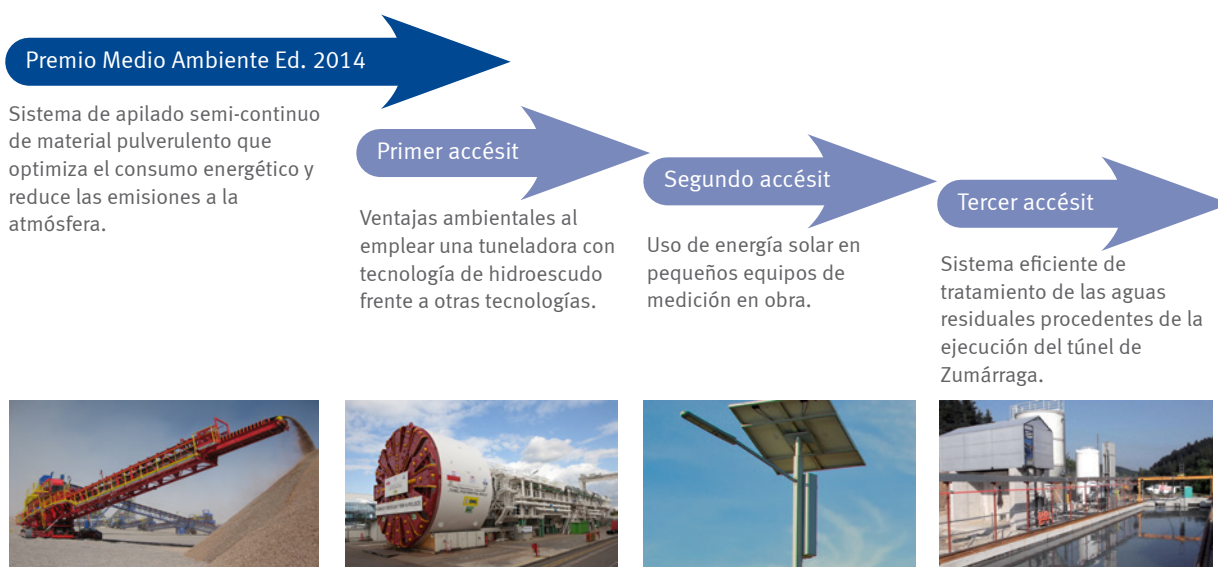 Premio Medio Ambiente Ed. 2014
Sistema de apilado semi-continuo
de material pulverulento que
optimiza el consumo energético y
reduce las emisiones a la
atmósfera.
Primer accésit
Ventajas ambientales al
emplear una tuneladora con
tecnología de hidroescudo
frente a otras tecnologías.
Segundo accésit
Uso de energía solar en
pequeños equipos de
medición en obra.
Tercer accésit
Sistema eficiente de
tratamiento de las aguas
residuales procedentes de la
ejecución del túnel de
Zumárraga.